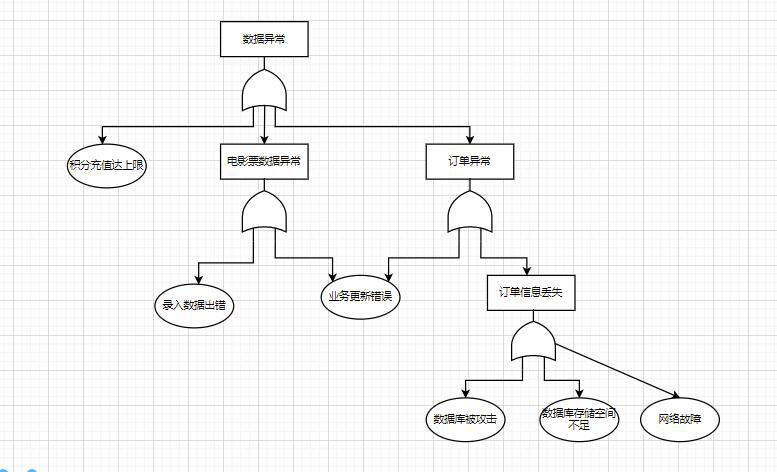 数据异常
积分充值达上限
电影票数据异常
订单异常
录入数据出错
业务更新错误
订单信息丢失
数据库被攻击
数据库存储空间
不足
网络故障